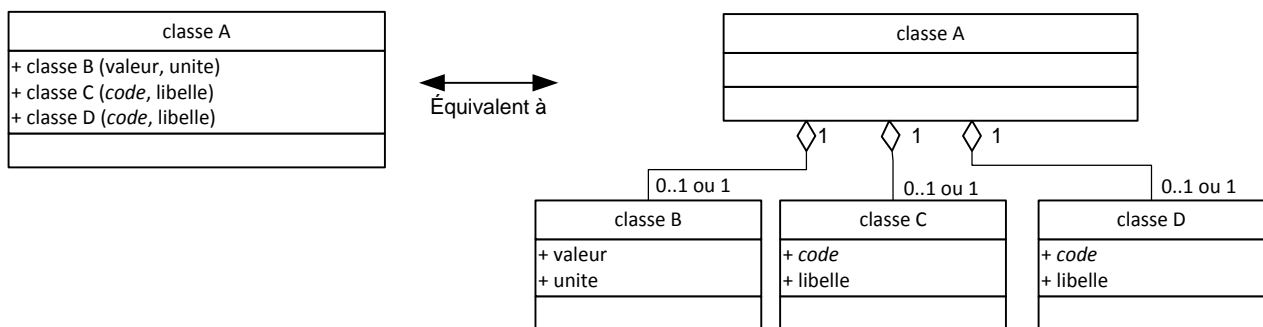 classe A
+ classe B (valeur, unite)
+ classe C (code, libelle)
+ classe D (code, libelle)
Équivalent à
classe A
1
1
1
0..1 ou 1
0..1 ou 1
0..1 ou 1
classe B
+ valeur
+ unite
classe C
+ code
+ libelle
classe D
+ code
+ libelle